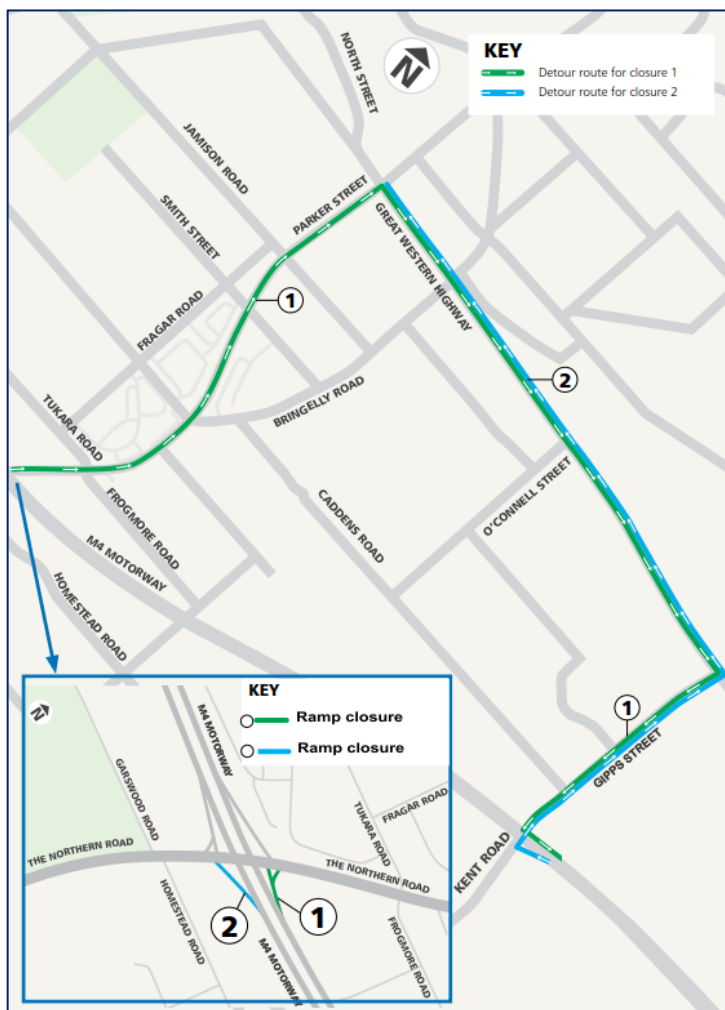 KEY
Detour route for closure 1
Detour route for closure 2
N
NORTH STREET
JAMISON ROAD
SMITH STREET
PARKER STREET
GREAT WESTERN HIGHWAY
FRAGAR ROAD
1
2
BRINGELLY ROAD
TUKARA ROAD
O'CONNELL STREET
CADDENS ROAD
FROGMORE ROAD
M4 MOTORWAY
HOMESTEAD ROAD
1
GIPPS STREET
KENT ROAD
KEY
Ramp closure
Ramp closure
N
M4 MOTORWAY
GARSWOOD ROAD
TUKARA ROAD
FRAGAR ROAD
THE NORTHERN ROAD
THE NORTHERN ROAD
HOMESTEAD ROAD
2
1
M4 MOTORWAY
FROGMORE ROAD